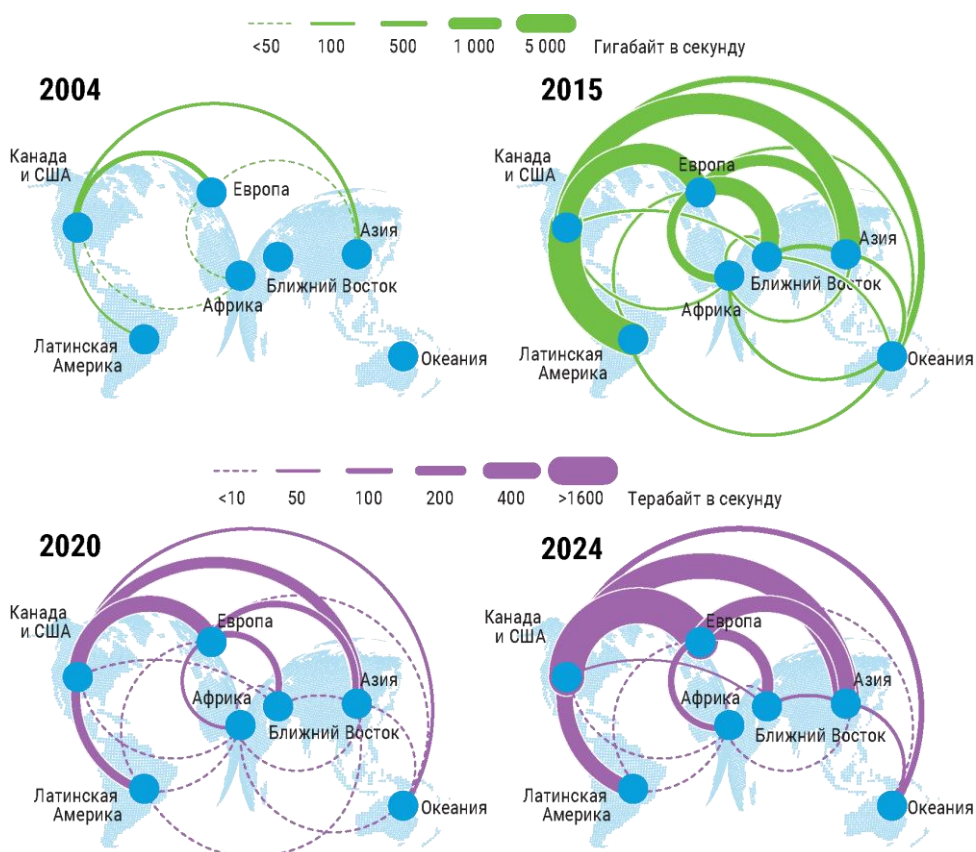 <50 100 500 1 000 5 000 Гигабайт в секунду
2004
Канада
и США
Европа
Азия
Африка
Ближний Восток
Латинская
Америка
Океания
2015
Канада
и США
Европа
Азия
Ближний Восток
Африка
Латинская
Америка
Океания
<10 50 100 200 400 >1600 Терабайт в секунду
2020
Канада
и США
Европа
Азия
Африка
Ближний Восток
Латинская
Америка
Океания
2024
Канада
и США
Европа
Азия
Африка
Ближний Восток
Латинская
Америка
Океания